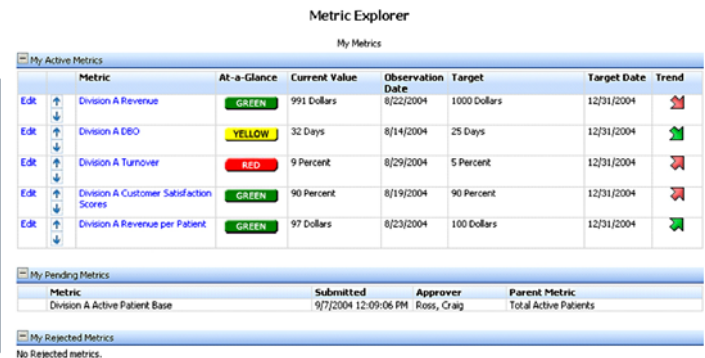 Metric Explorer
My Metrics
My Active Metrics
Metric At-a-Glance Current Value Observation Date Target Target Date Trend
Edit Division A Revenue GREEN 991 Dollars 8/22/2004 1000 Dollars 12/31/2004
Edit Division A DBO YELLOW 32 Days 8/14/2004 25 Days 12/31/2004
Edit Division A Turnover RED 9 Percent 8/29/2004 5 Percent 12/31/2004
Edit Division A Customer Satisfaction Scores GREEN 90 Percent 8/19/2004 90 Percent 12/31/2004
Edit Division A Revenue per Patient GREEN 97 Dollars 8/23/2004 100 Dollars 12/31/2004
My Pending Metrics
Metric Submitted Approver Parent Metric
Division A Active Patient Base 9/7/2004 12:09:06 PM Ross, Craig Total Active Patients
My Rejected Metrics
No Rejected metrics.